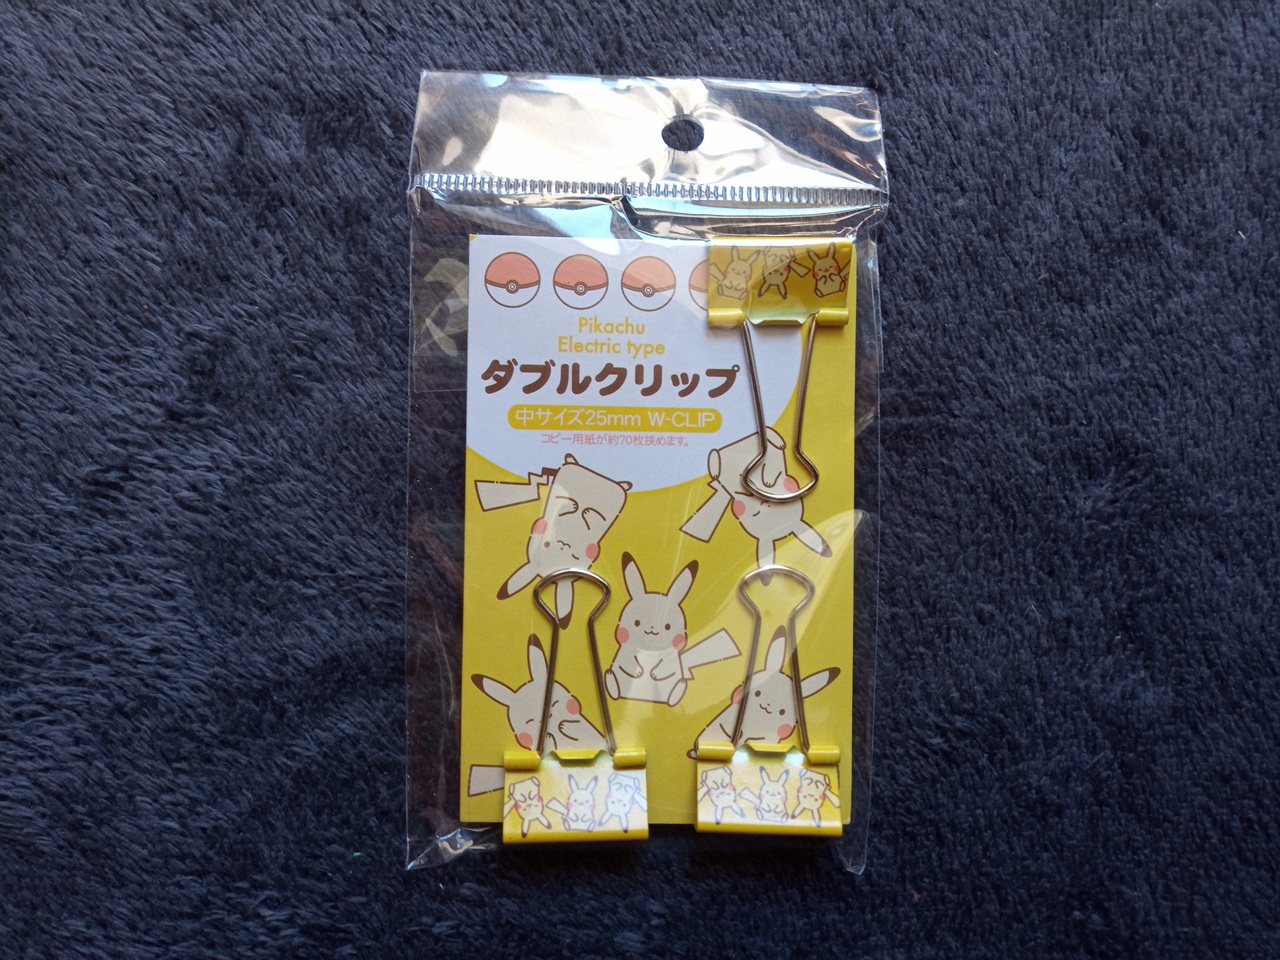 Pikachu
Electric type
ダブルクリップ
中サイズ25mm W-CLIP
コピー用紙が約70枚挟めます。